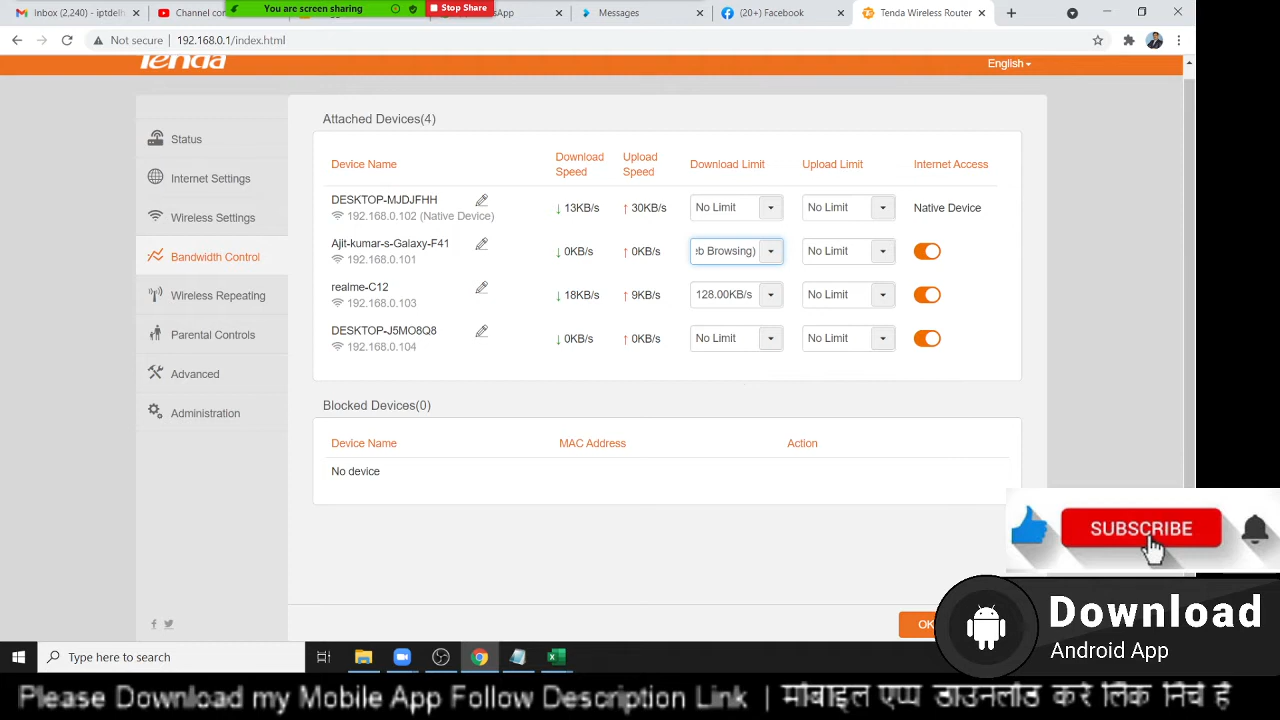 Inbox (2,240) - iptdel
Channel con
You are screen sharing
Stop Share
sApp
Messages
(20+) Facebook
Tenda Wireless Router
Not secure
192.168.0.1/index.html
Tenda
English
Status
Internet Settings
Wireless Settings
Bandwidth Control
Wireless Repeating
Parental Controls
Advanced
Administration
Attached Devices(4)
Device Name Download Speed Upload Speed Download Limit Upload Limit Internet Access
DESKTOP-MJDJFHH
192.168.0.102 (Native Device)
↓ 13KB/s ↑ 30KB/s No Limit No Limit Native Device
Ajit-kumar-s-Galaxy-F41
192.168.0.101
↓ 0KB/s ↑ 0KB/s eb Browsing) No Limit
realme-C12
192.168.0.103
↓ 18KB/s ↑ 9KB/s 128.00KB/s No Limit
DESKTOP-J5MO8Q8
192.168.0.104
↓ 0KB/s ↑ 0KB/s No Limit No Limit
Blocked Devices(0)
Device Name MAC Address Action
No device
SUBSCRIBE
OK
Download
Android App
Type here to search
Please Download my Mobile App Follow Description Link | मोबाइल एप्प डाउनलोड करे लिंक निचे है